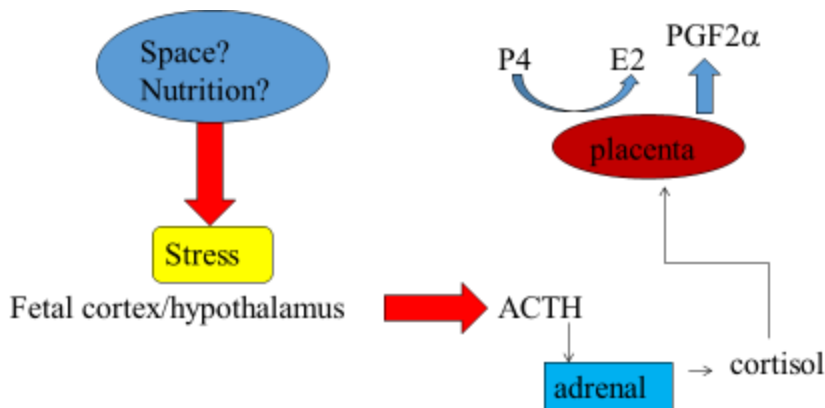 Space?
Nutrition?
P4
E2
PGF2α
placenta
Stress
Fetal cortex/hypothalamus
ACTH
adrenal
cortisol